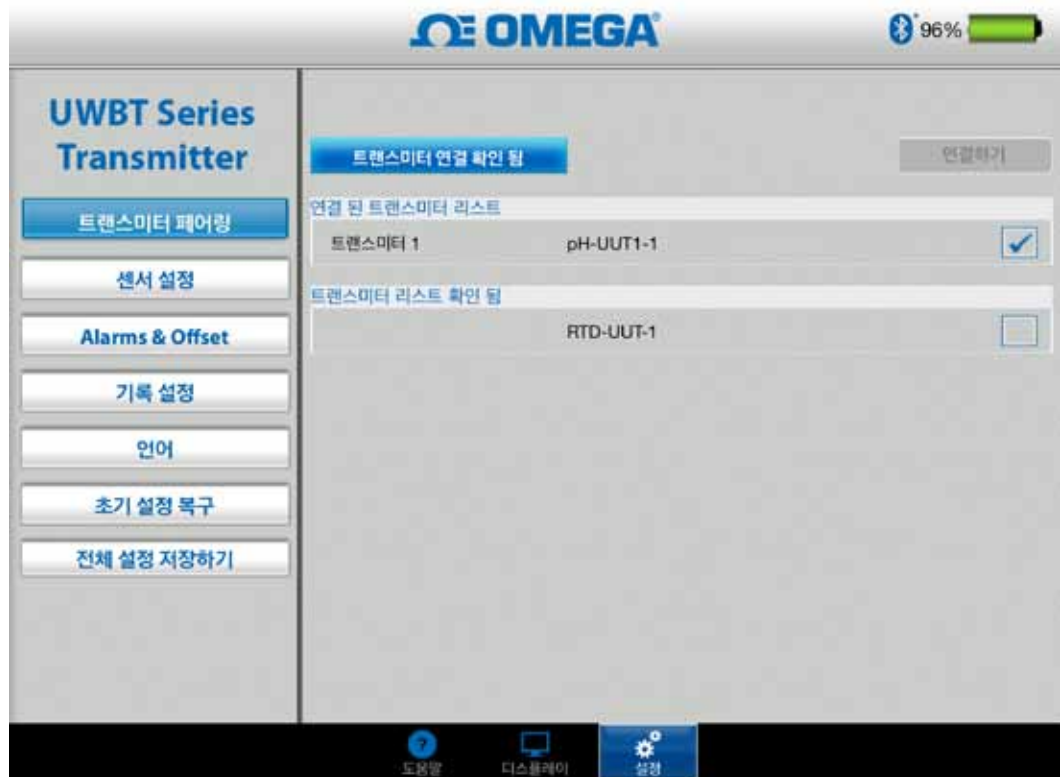 OMEGA
96%
UWBT Series
Transmitter
트랜스미터 페어링
센서 설정
Alarms & Offset
기록 설정
언어
초기 설정 복구
전체 설정 저장하기
트랜스미터 연결 확인 됨
연결하기
연결 된 트랜스미터 리스트
트랜스미터 1 pH-UUT1-1
트랜스미터 리스트 확인 됨
RTD-UUT-1
도움말
디스플레이
설정